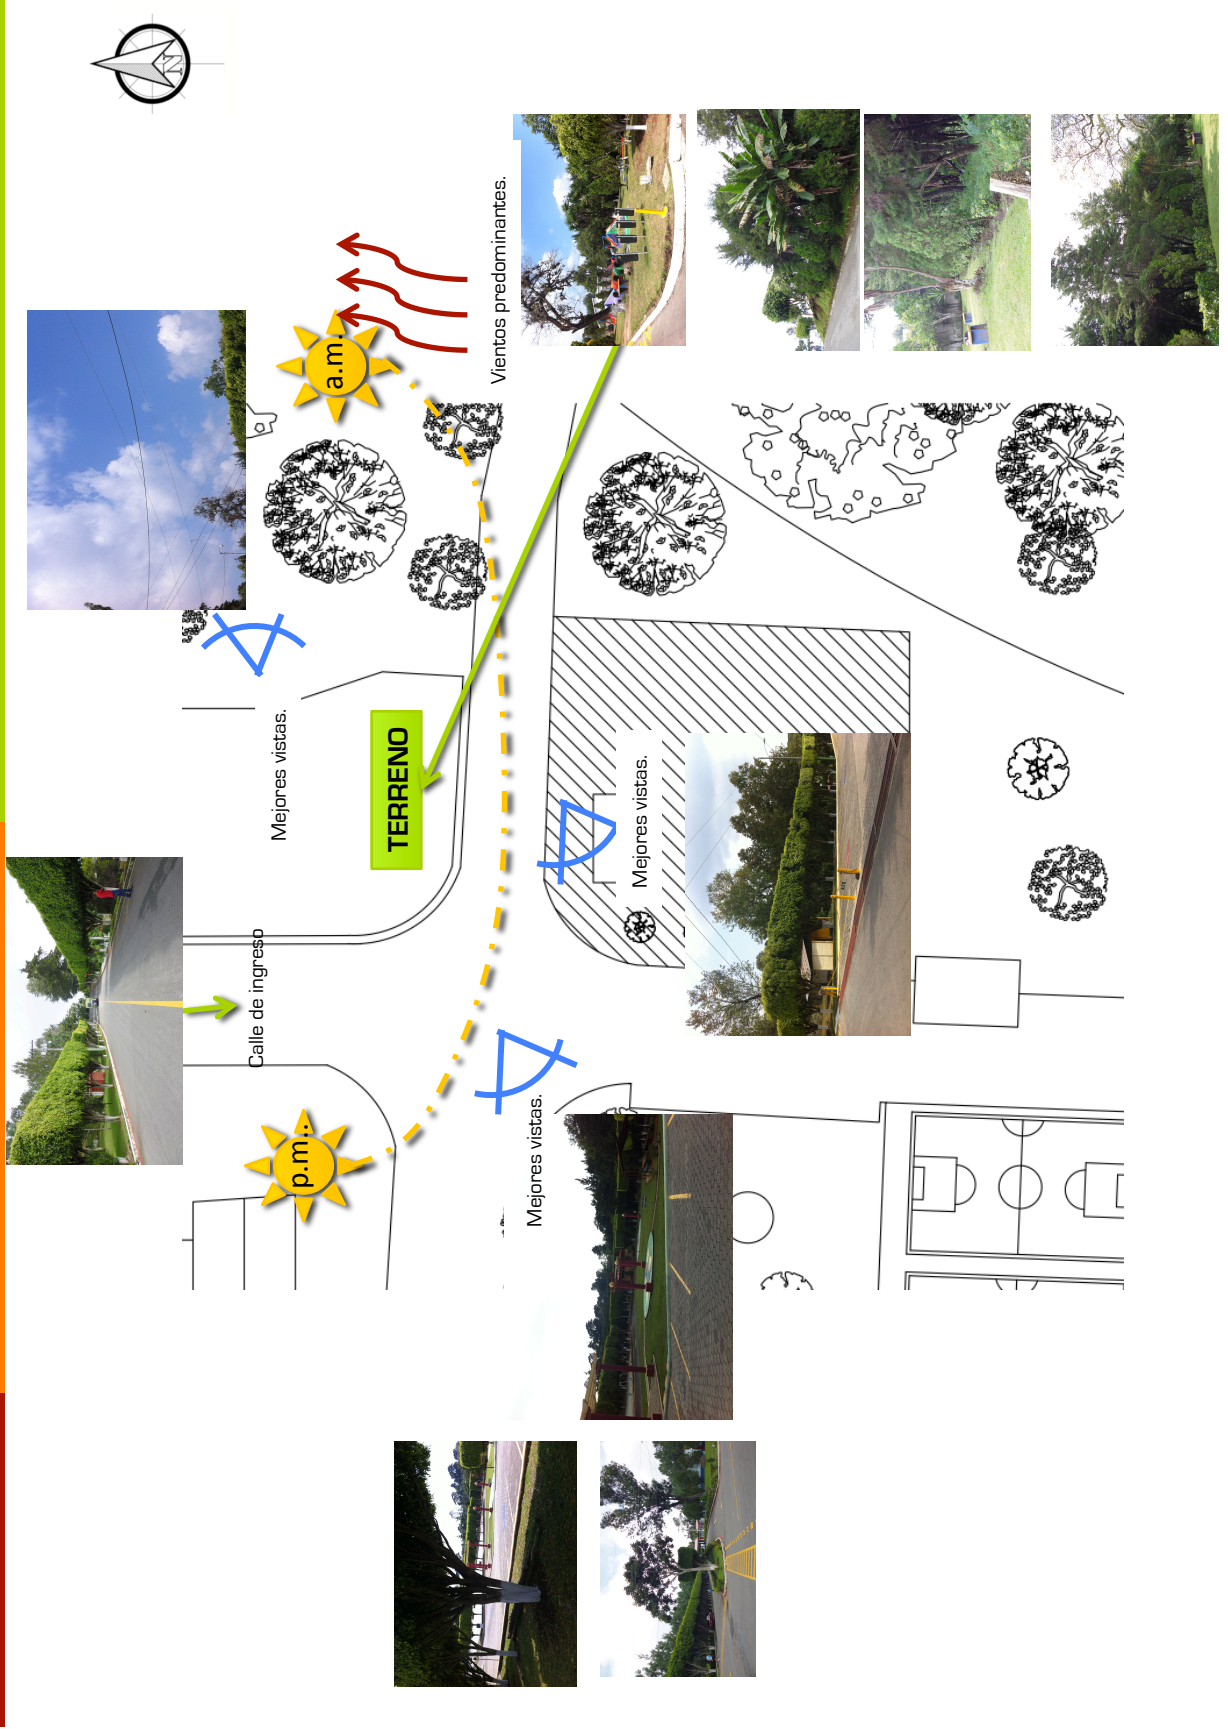 N
Vientos predominantes.
a.m.
Mejores vistas.
TERRENO
Mejores vistas.
Calle de ingreso
p.m..
Mejores vistas.